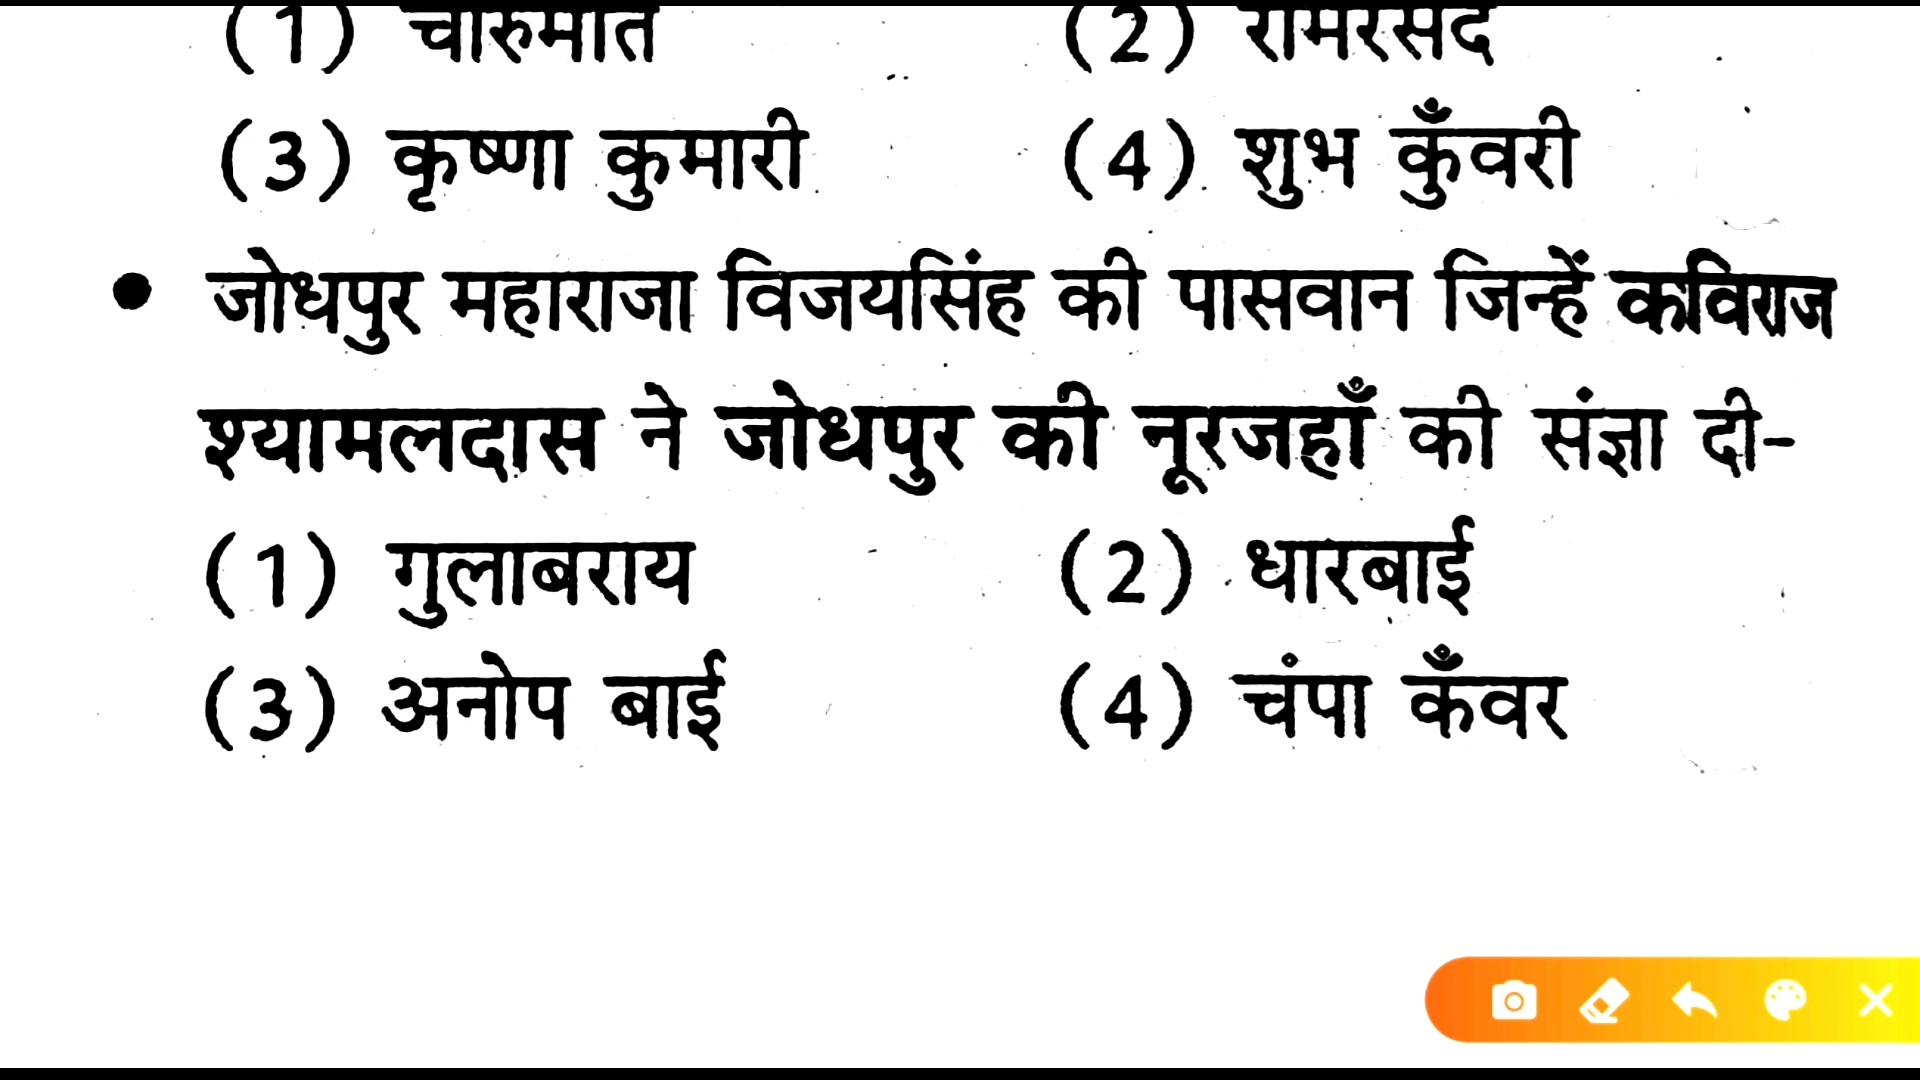 (1) चारुमति (2) रामरसदे
(3) कृष्णा कुमारी (4) शुभ कुँवरी
● जोधपुर महाराजा विजयसिंह की पासवान जिन्हें कविराज
श्यामलदास ने जोधपुर की नूरजहाँ की संज्ञा दी-
(1) गुलाबराय (2) धारबाई
(3) अनोप बाई (4) चंपा कँवर